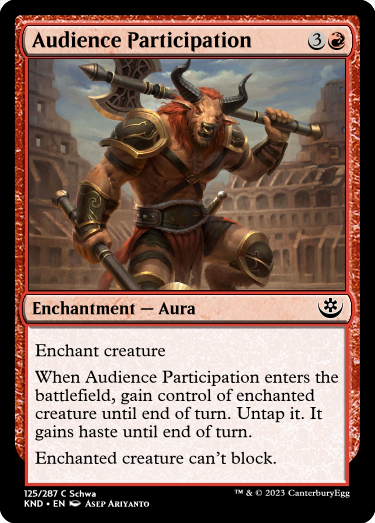 Audience Participation 3
Enchantment — Aura
Enchant creature
When Audience Participation enters the
battlefield, gain control of enchanted
creature until end of turn. Untap it. It
gains haste until end of turn.
Enchanted creature can't block.
125/287 C Schwa
KND • EN Asep Ariyanto
™ & © 2023 CanterburyEgg